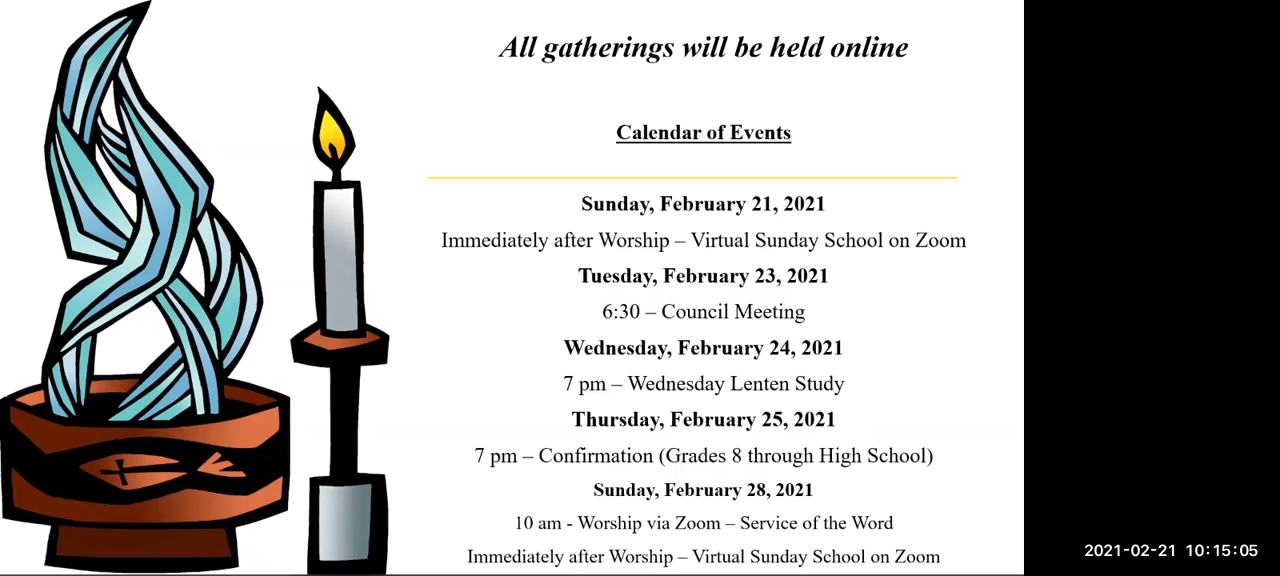 All gatherings will be held online
Calendar of Events
Sunday, February 21, 2021
Immediately after Worship – Virtual Sunday School on Zoom
Tuesday, February 23, 2021
6:30 – Council Meeting
Wednesday, February 24, 2021
7 pm – Wednesday Lenten Study
Thursday, February 25, 2021
7 pm – Confirmation (Grades 8 through High School)
Sunday, February 28, 2021
10 am - Worship via Zoom – Service of the Word
Immediately after Worship – Virtual Sunday School on Zoom
2021-02-21 10:15:05